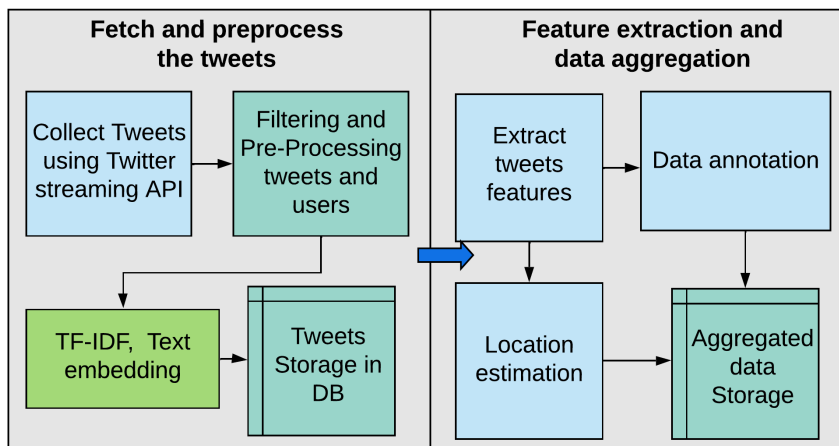 Fetch and preprocess
the tweets
Collect Tweets
using Twitter
streaming API
Filtering and
Pre-Processing
tweets and
users
TF-IDF, Text
embedding
Tweets
Storage in
DB
Feature extraction and
data aggregation
Extract
tweets
features
Data annotation
Location
estimation
Aggregated
data
Storage